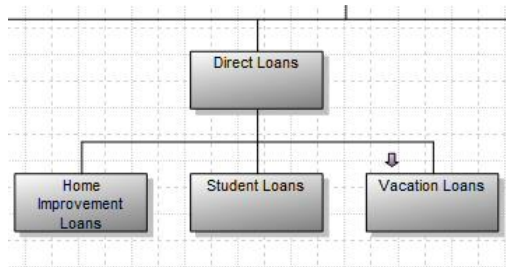 Direct Loans
Home
Improvement
Loans
Student Loans
Vacation Loans